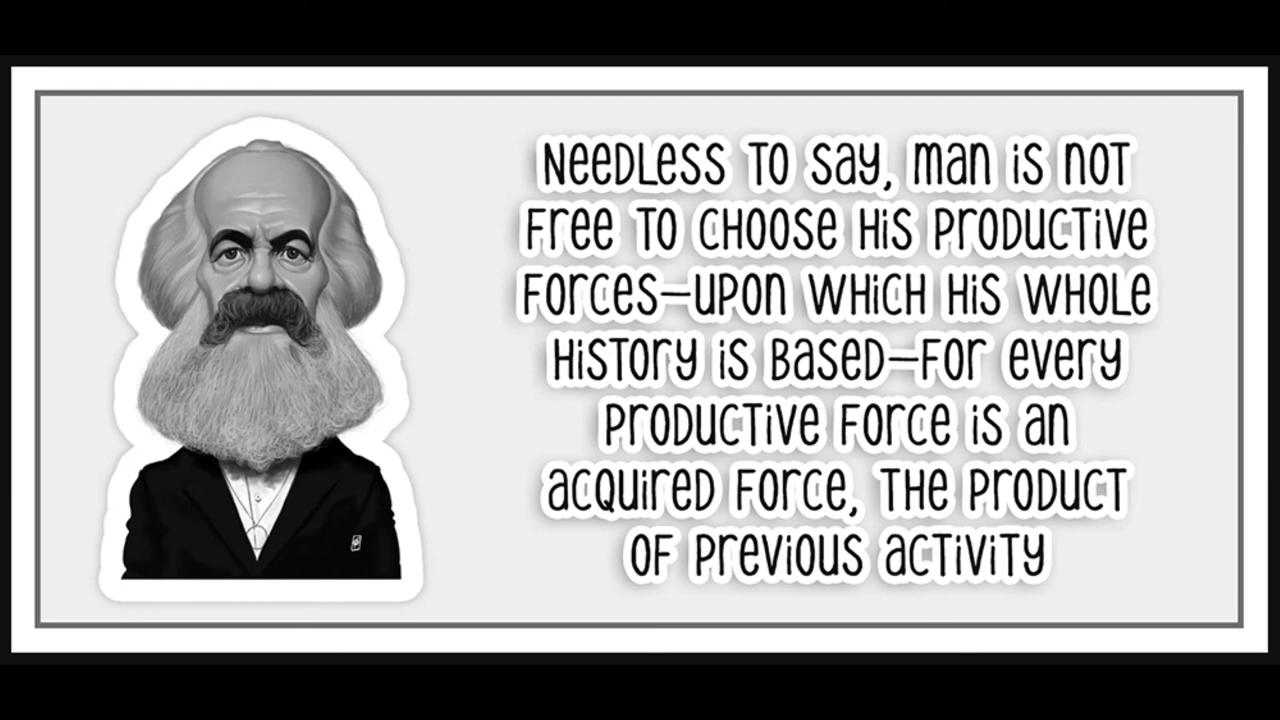 Needless to say, man is not
free to choose his productive
forces—upon which his whole
history is based—for every
productive force is an
acquired force, the product
of previous activity